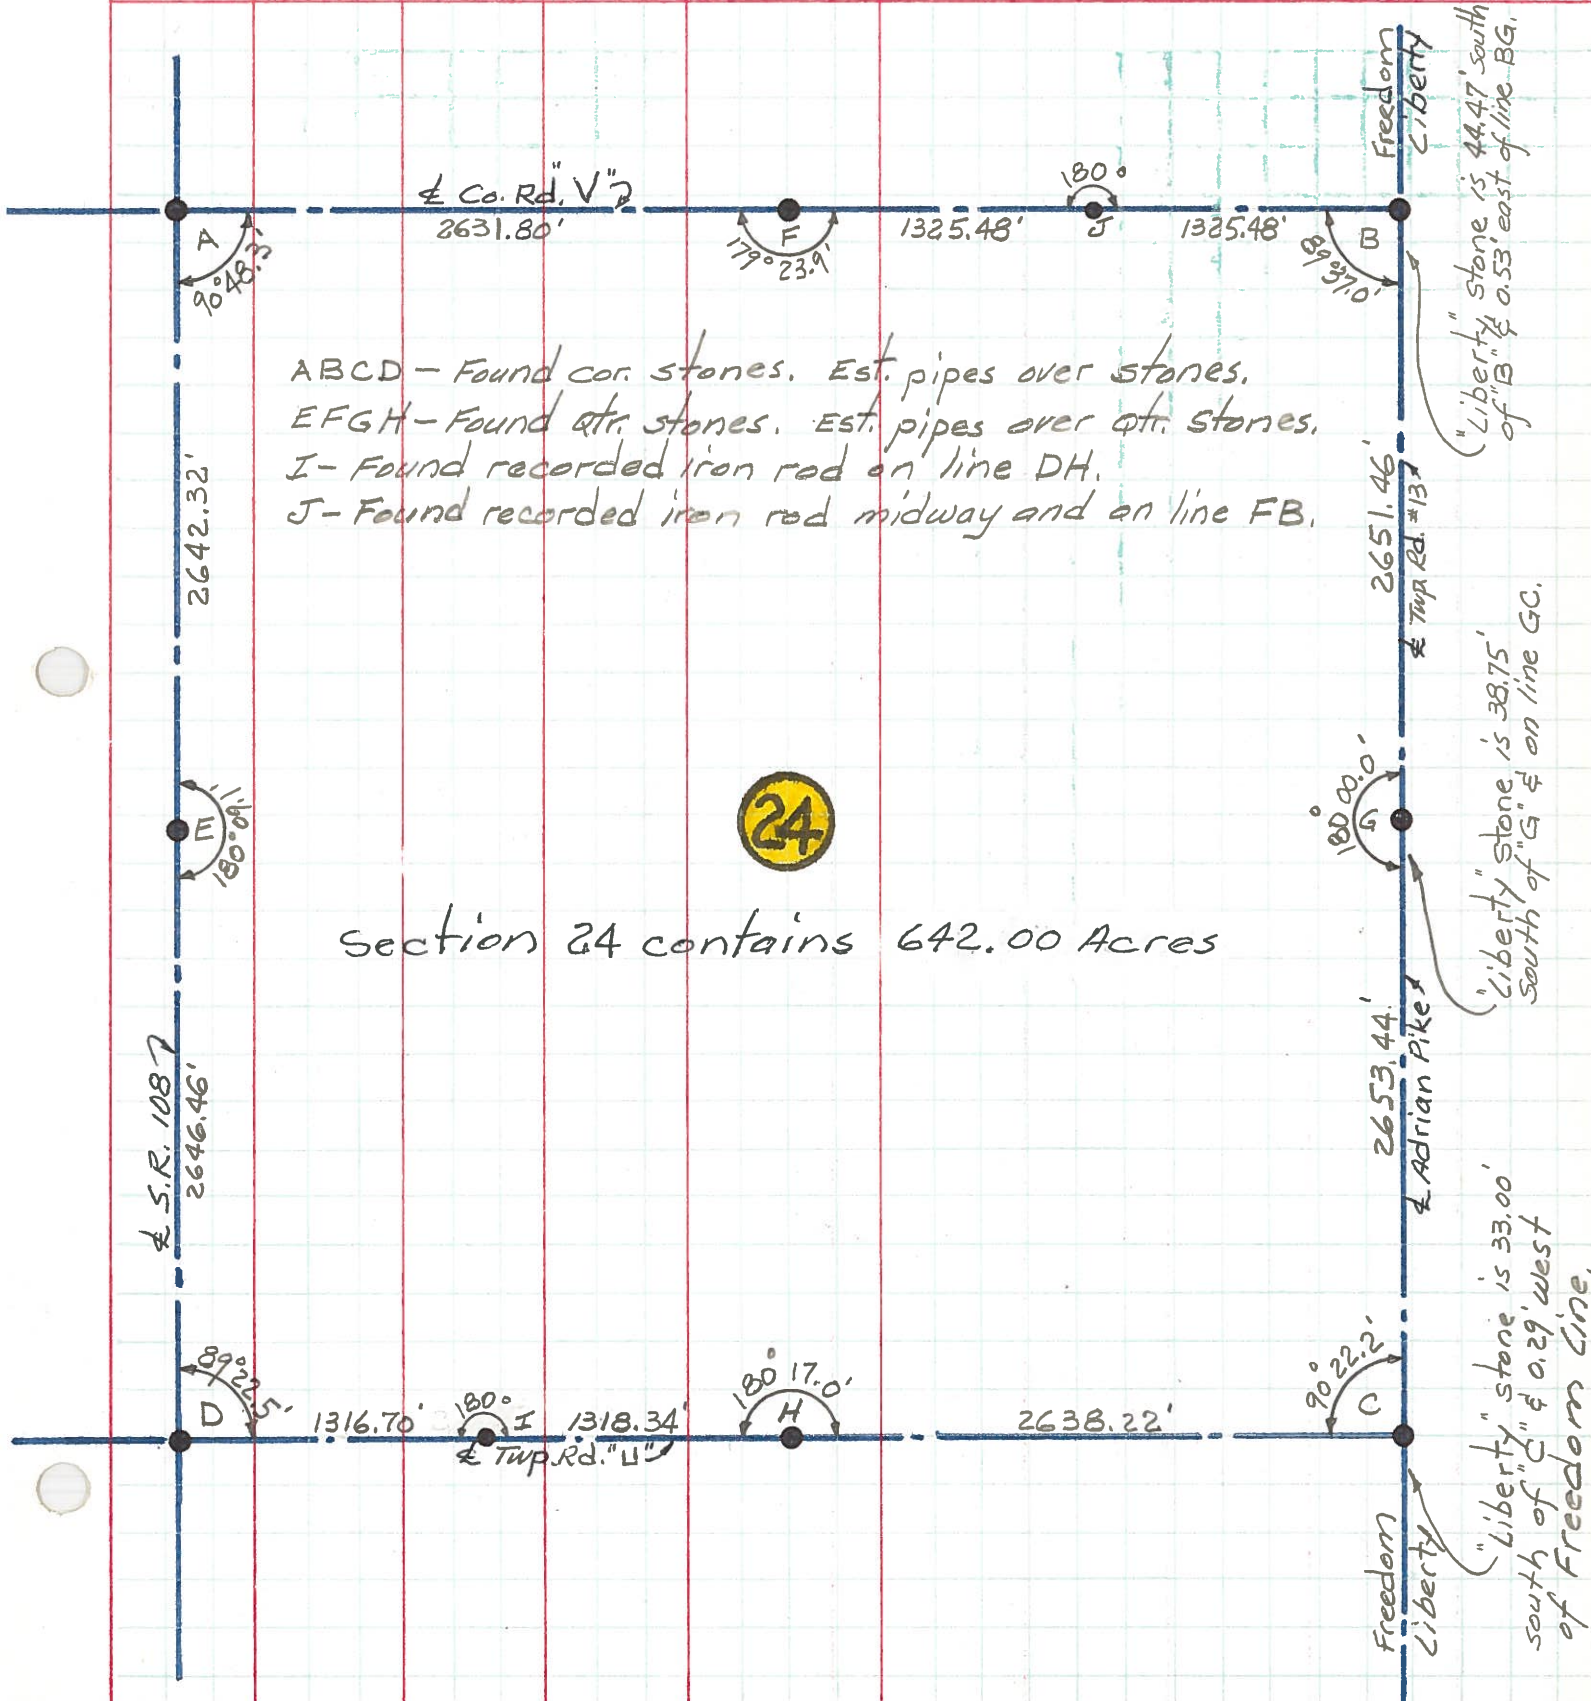 ℄ Co. Rd. "V"
2631.80'
180°
1325.48'
J
1325.48'
Freedom
Liberty
"Liberty" stone is 44.47' south
of "B" & 0.53' east of line BG.
A
90°48.3'
F
179°23.9'
B
89°37.0'
ABCD – Found cor. stones. Est. pipes over stones.
EFGH – Found qtr. stones. Est. pipes over qtr. stones.
I – Found recorded iron rod on line DH.
J – Found recorded iron rod midway and on line FB.
2642.32'
2651.46'
℄ Twp. Rd. #13
E
180°09.1'
24
G
180°00.0'
"Liberty" stone is 38.75'
South of "G" & on line GC.
Section 24 contains 642.00 Acres
℄ S.R. 108
2646.46'
2653.44'
℄ Adrian Pike
D
89°22.5'
1316.70'
180°
I
1318.34'
℄ Twp. Rd. "U"
180°17.0'
H
2638.22'
90°22.2'
C
"Liberty" stone is 33.00'
south of "C" & 0.29' west
of Freedom Line.
Freedom
Liberty